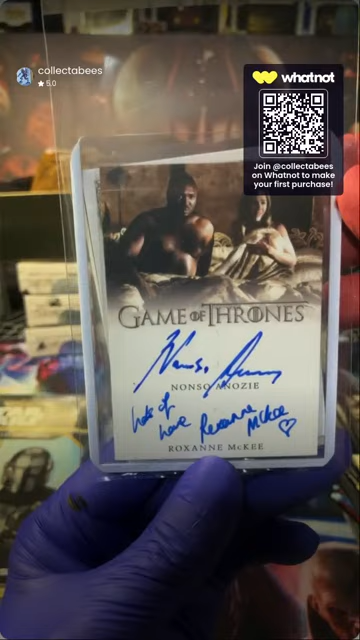 collectabees
★ 5.0
whatnot
Join @collectabees
on Whatnot to make
your first purchase!
GAME OF THRONES
Nonso Anozie
NONSO ANOZIE
Lots of
Love Roxanne
McKee ♡
ROXANNE McKEE